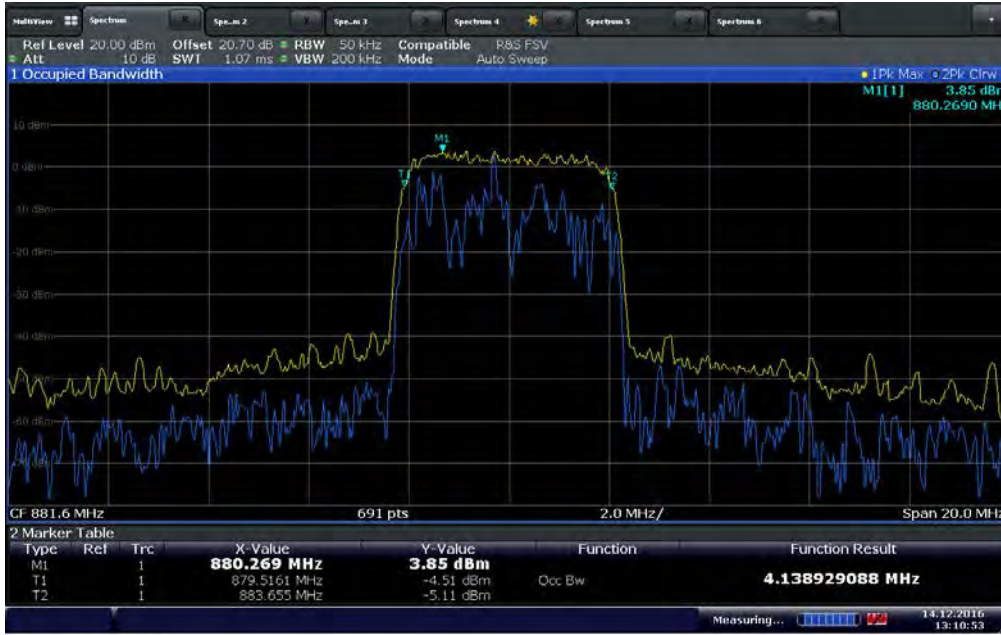 MultiView Spectrum Spe...m 2 Spe...m 3 Spectrum 4 Spectrum 5 Spectrum 6
Ref Level 20.00 dBm Offset 20.70 dB RBW 50 kHz Compatible R&S FSV
Att 10 dB SWT 1.07 ms VBW 200 kHz Mode Auto Sweep
1 Occupied Bandwidth 1Pk Max 2Pk Clrw
M1[1] 3.85 dBm
880.2690 MH
10 dBm
M1
0 dBm
T1 T2
-10 dBm
-20 dBm
-30 dBm
-40 dBm
-60 dBm
CF 881.6 MHz 691 pts 2.0 MHz/ Span 20.0 MHz
2 Marker Table
Type Ref Trc X-Value Y-Value Function Function Result
M1 1 880.269 MHz 3.85 dBm
T1 1 879.5161 MHz -4.51 dBm Occ Bw 4.138929088 MHz
T2 1 883.655 MHz -5.11 dBm
Measuring... 14.12.2016
13:10:53